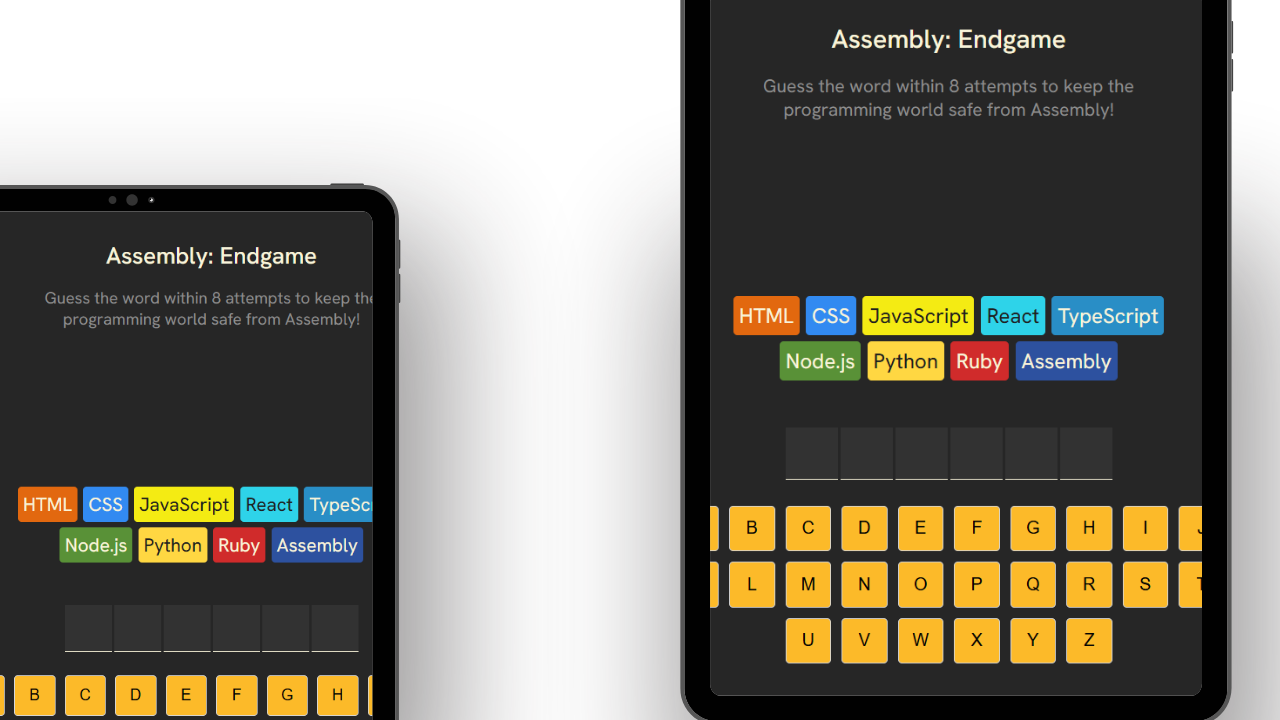 Assembly: Endgame
Guess the word within 8 attempts to keep the
programming world safe from Assembly!
HTML CSS JavaScript React TypeSc
Node.js Python Ruby Assembly
B C D E F G H
Assembly: Endgame
Guess the word within 8 attempts to keep the
programming world safe from Assembly!
HTML CSS JavaScript React TypeScript
Node.js Python Ruby Assembly
B C D E F G H I J
L M N O P Q R S T
U V W X Y Z